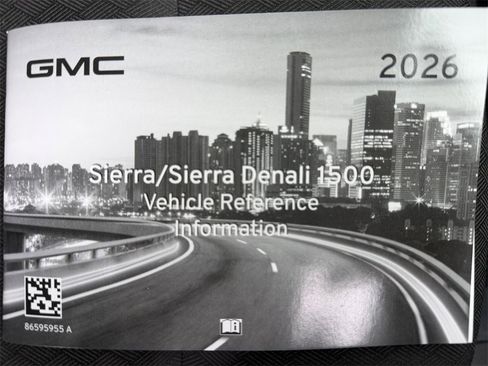 GMC
2026
Sierra/Sierra Denali 1500
Vehicle Reference
Information
86595955 A